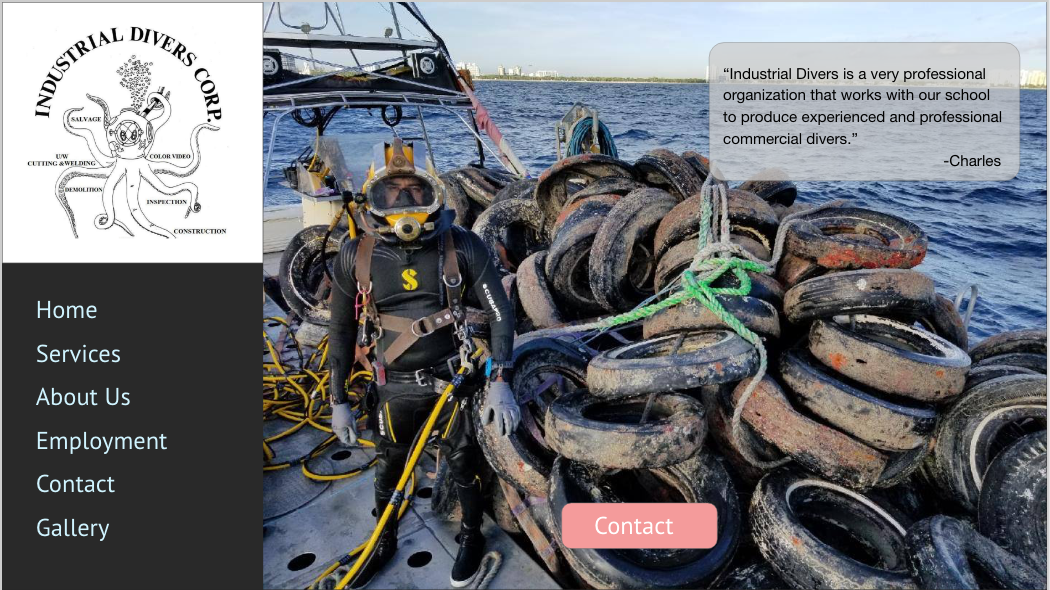 INDUSTRIAL DIVERS CORP.
SALVAGE
U/W
CUTTING & WELDING
COLOR VIDEO
DEMOLITION
INSPECTION
CONSTRUCTION
Home
Services
About Us
Employment
Contact
Gallery
“Industrial Divers is a very professional
organization that works with our school
to produce experienced and professional
commercial divers.”
-Charles
S
SCUBAPRO
Contact